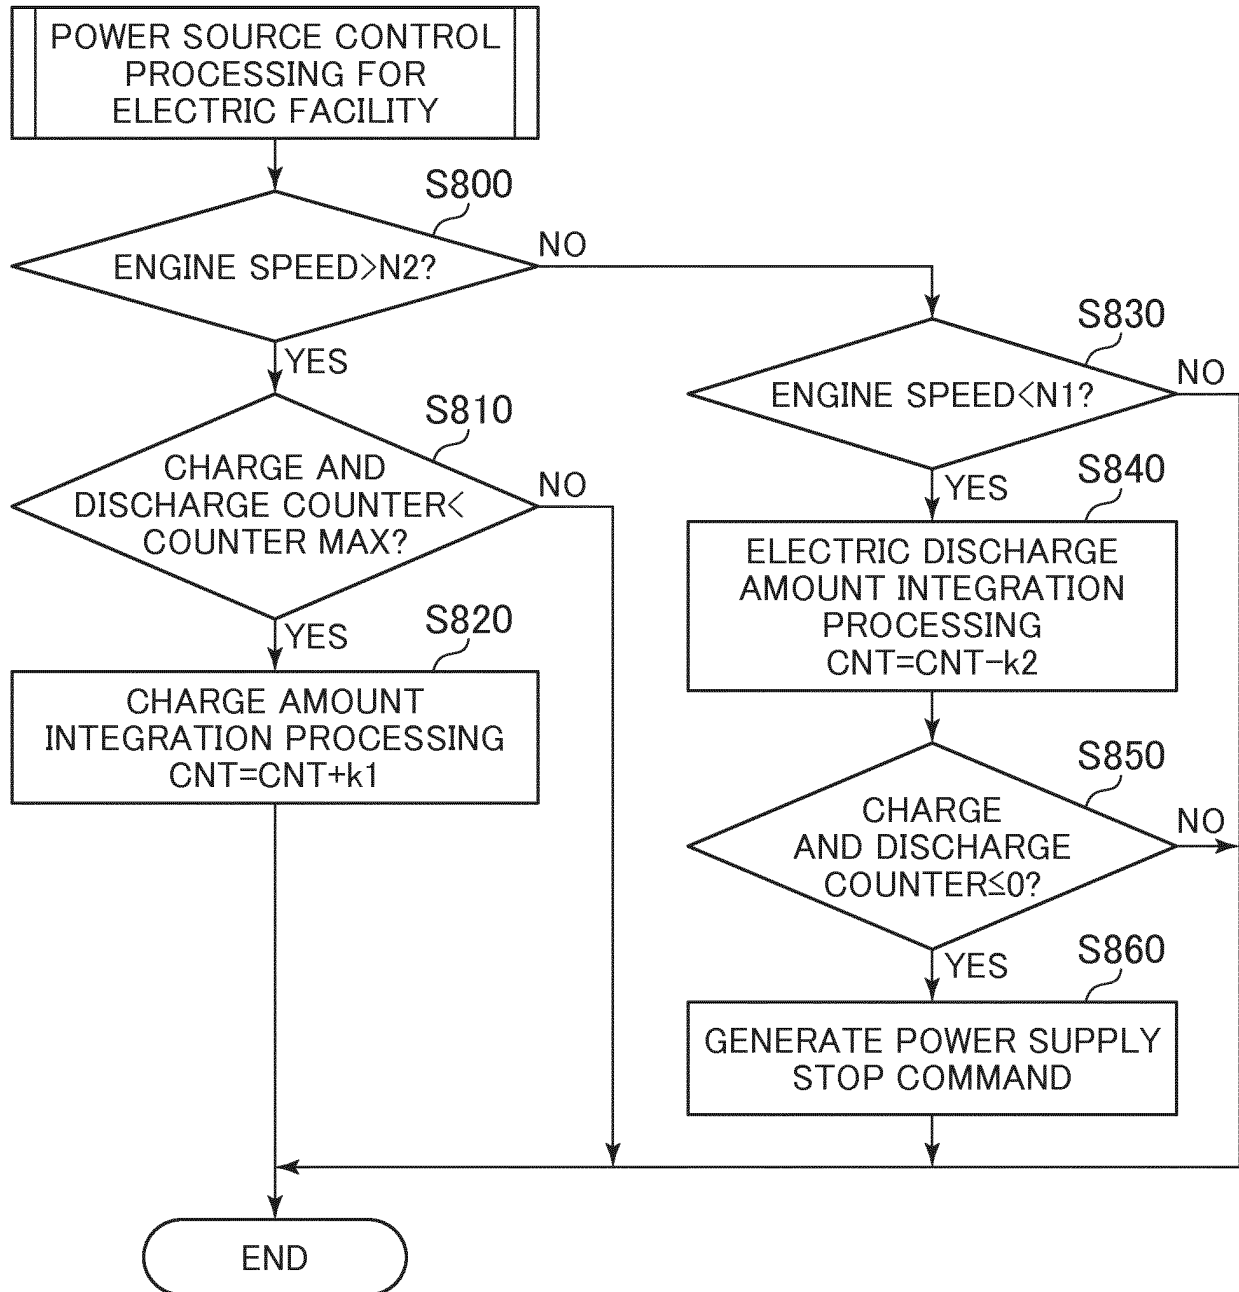 POWER SOURCE CONTROL
PROCESSING FOR
ELECTRIC FACILITY
S800
ENGINE SPEED>N2?
NO
YES
S810
CHARGE AND
DISCHARGE COUNTER<
COUNTER MAX?
NO
YES
S820
CHARGE AMOUNT
INTEGRATION PROCESSING
CNT=CNT+k1
S830
ENGINE SPEED<N1?
NO
YES
S840
ELECTRIC DISCHARGE
AMOUNT INTEGRATION
PROCESSING
CNT=CNT-k2
S850
CHARGE
AND DISCHARGE
COUNTER≤0?
NO
YES
S860
GENERATE POWER SUPPLY
STOP COMMAND
END